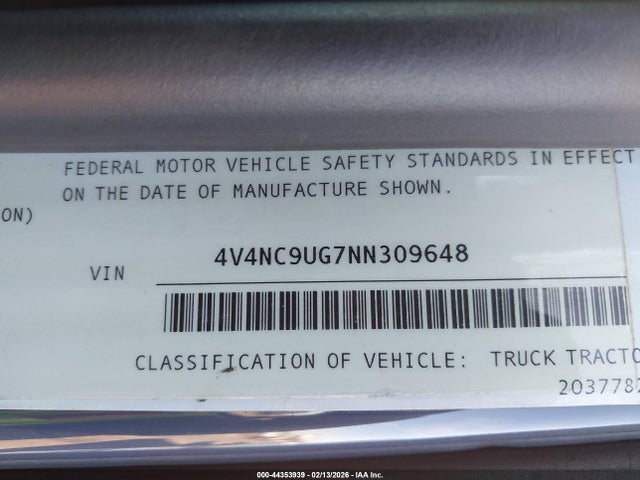 FEDERAL MOTOR VEHICLE SAFETY STANDARDS IN EFFECT
ON THE DATE OF MANUFACTURE SHOWN.
ON)
VIN 4V4NC9UG7NN309648
CLASSIFICATION OF VEHICLE: TRUCK TRACTO
2037782
000-44353939 - 02/13/2026 - IAA Inc.